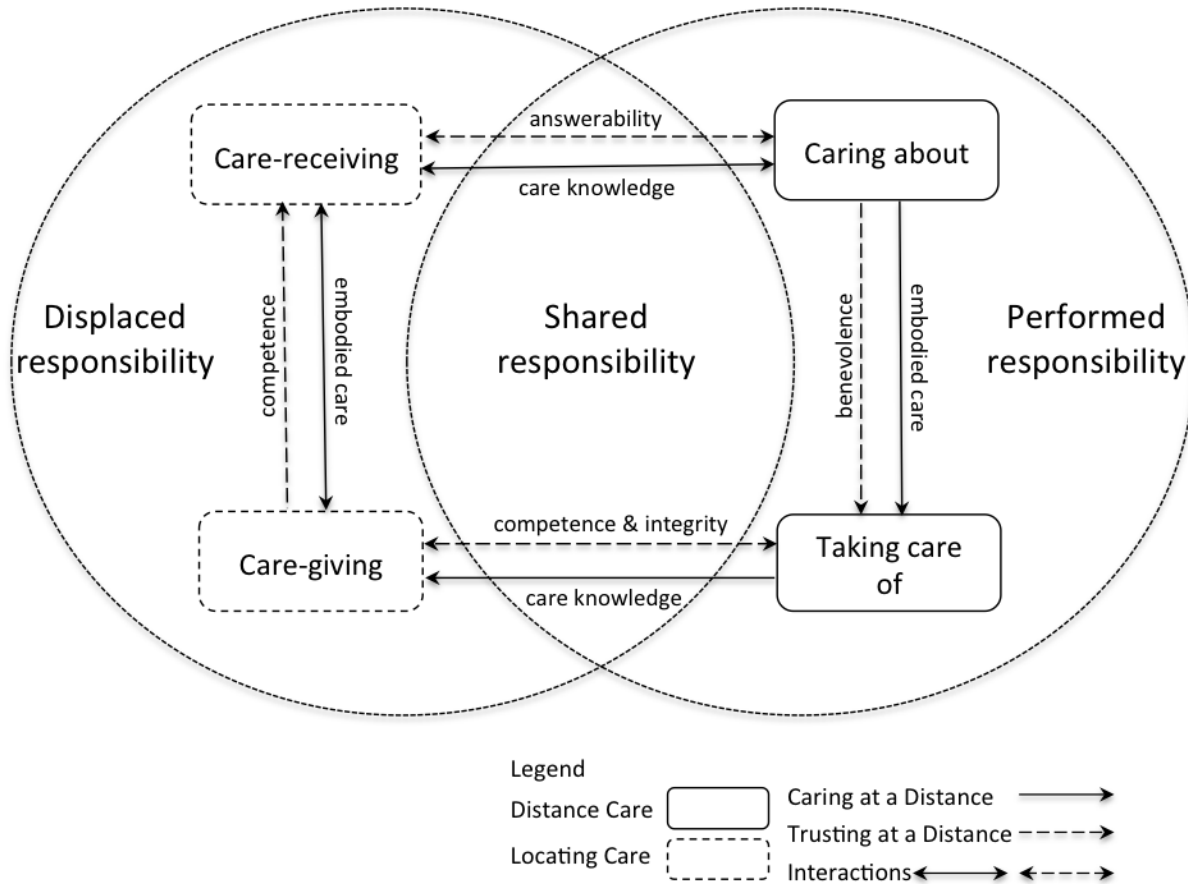 answerability
Care-receiving
Caring about
care knowledge
competence
embodied care
benevolence
embodied care
Displaced
responsibility
Shared
responsibility
Performed
responsibility
competence & integrity
Care-giving
Taking care
of
care knowledge
Legend
Distance Care
Caring at a Distance
Trusting at a Distance
Locating Care
Interactions